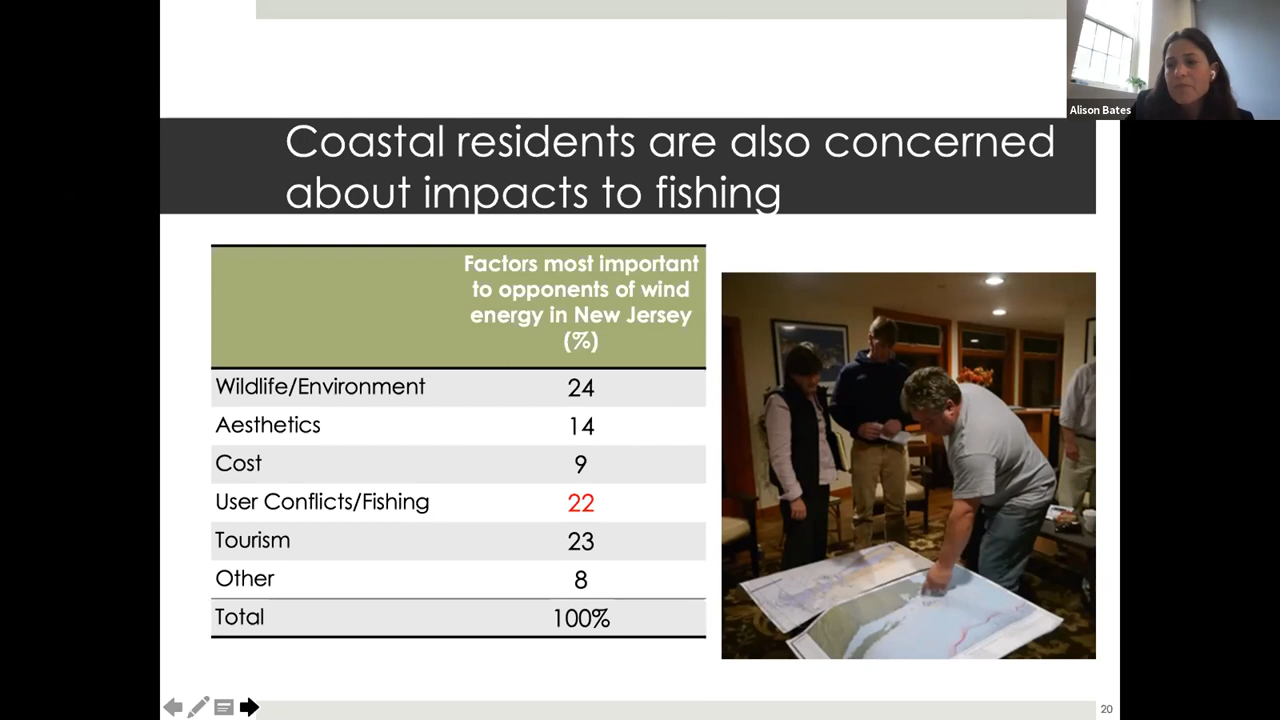 Alison Bates
Coastal residents are also concerned
about impacts to fishing
Factors most important
to opponents of wind
energy in New Jersey
(%)
Wildlife/Environment 24
Aesthetics 14
Cost 9
User Conflicts/Fishing 22
Tourism 23
Other 8
Total 100%
20